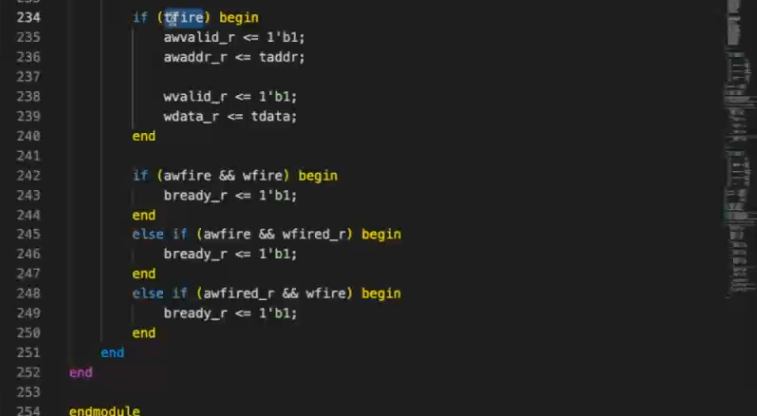 234 if (tfire) begin
235 awvalid_r <= 1'b1;
236 awaddr_r <= taddr;
237
238 wvalid_r <= 1'b1;
239 wdata_r <= tdata;
240 end
241
242 if (awfire && wfire) begin
243 bready_r <= 1'b1;
244 end
245 else if (awfire && wfired_r) begin
246 bready_r <= 1'b1;
247 end
248 else if (awfired_r && wfire) begin
249 bready_r <= 1'b1;
250 end
251 end
252 end
253
254 endmodule